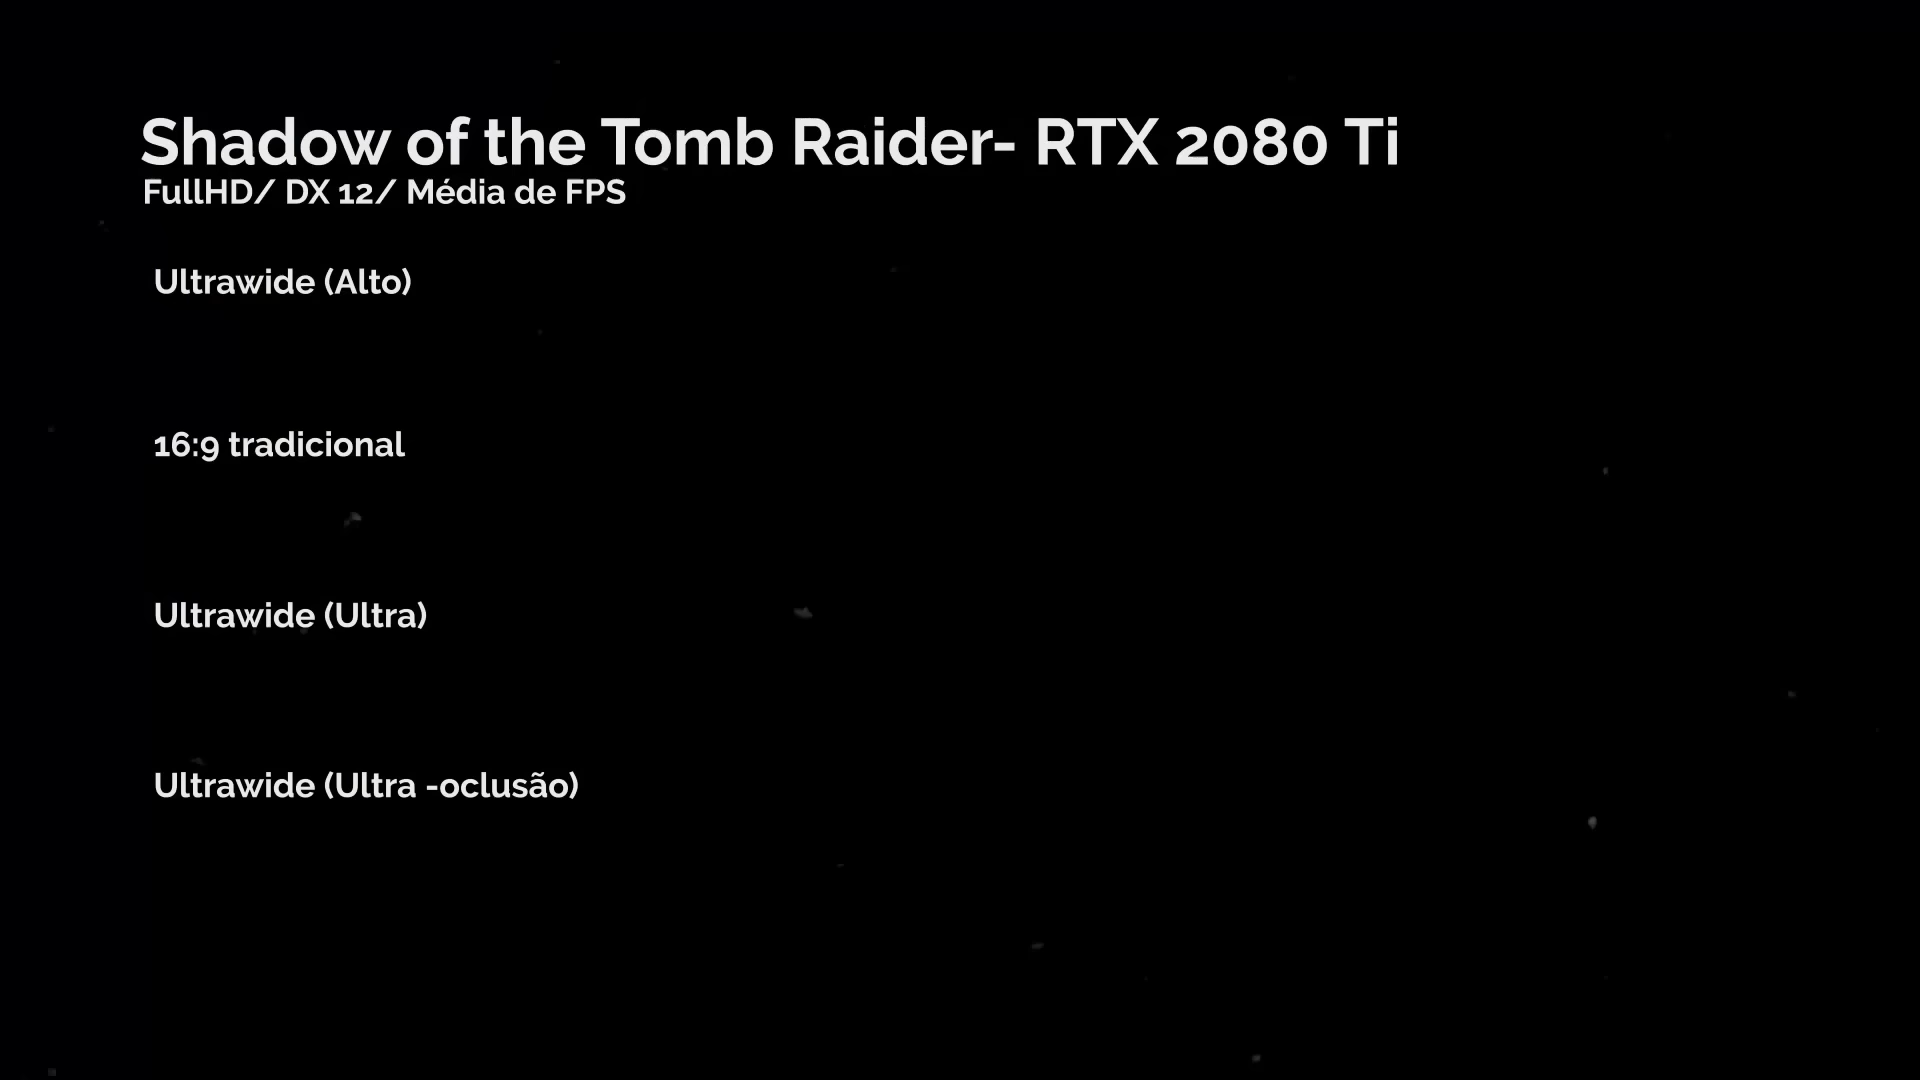 Shadow of the Tomb Raider- RTX 2080 Ti
FullHD/ DX 12/ Média de FPS
Ultrawide (Alto)
16:9 tradicional
Ultrawide (Ultra)
Ultrawide (Ultra -oclusão)